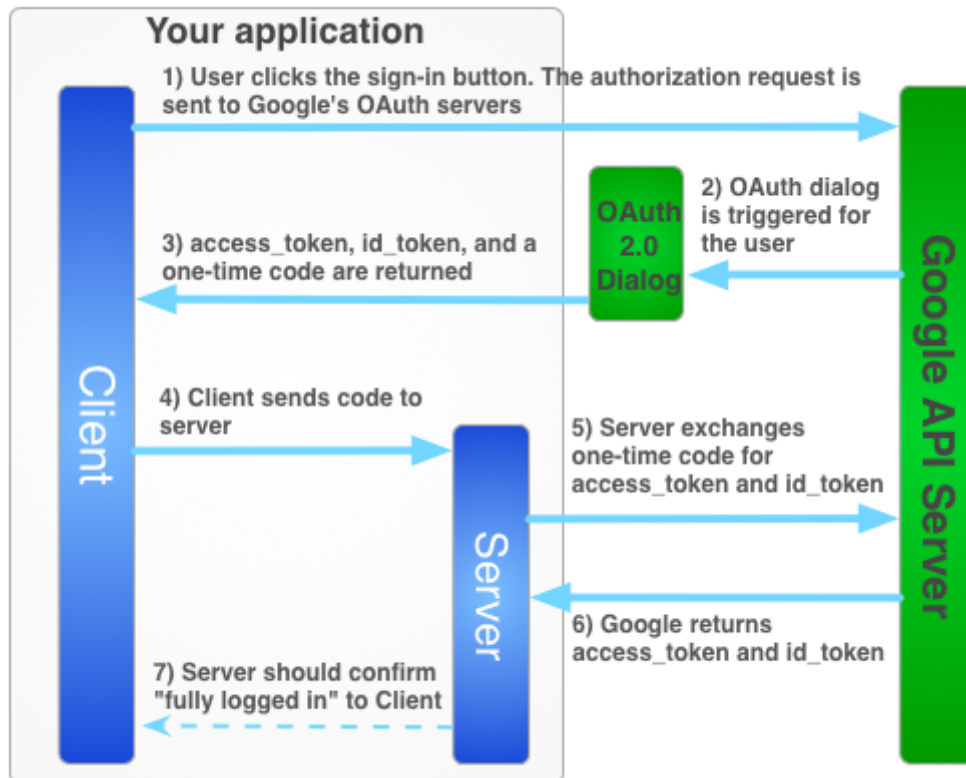 Your application
1) User clicks the sign-in button. The authorization request is
sent to Google's OAuth servers
2) OAuth dialog
is triggered for
the user
OAuth
2.0
Dialog
3) access_token, id_token, and a
one-time code are returned
Google API Server
Client
4) Client sends code to
server
5) Server exchanges
one-time code for
access_token and id_token
Server
6) Google returns
access_token and id_token
7) Server should confirm
"fully logged in" to Client